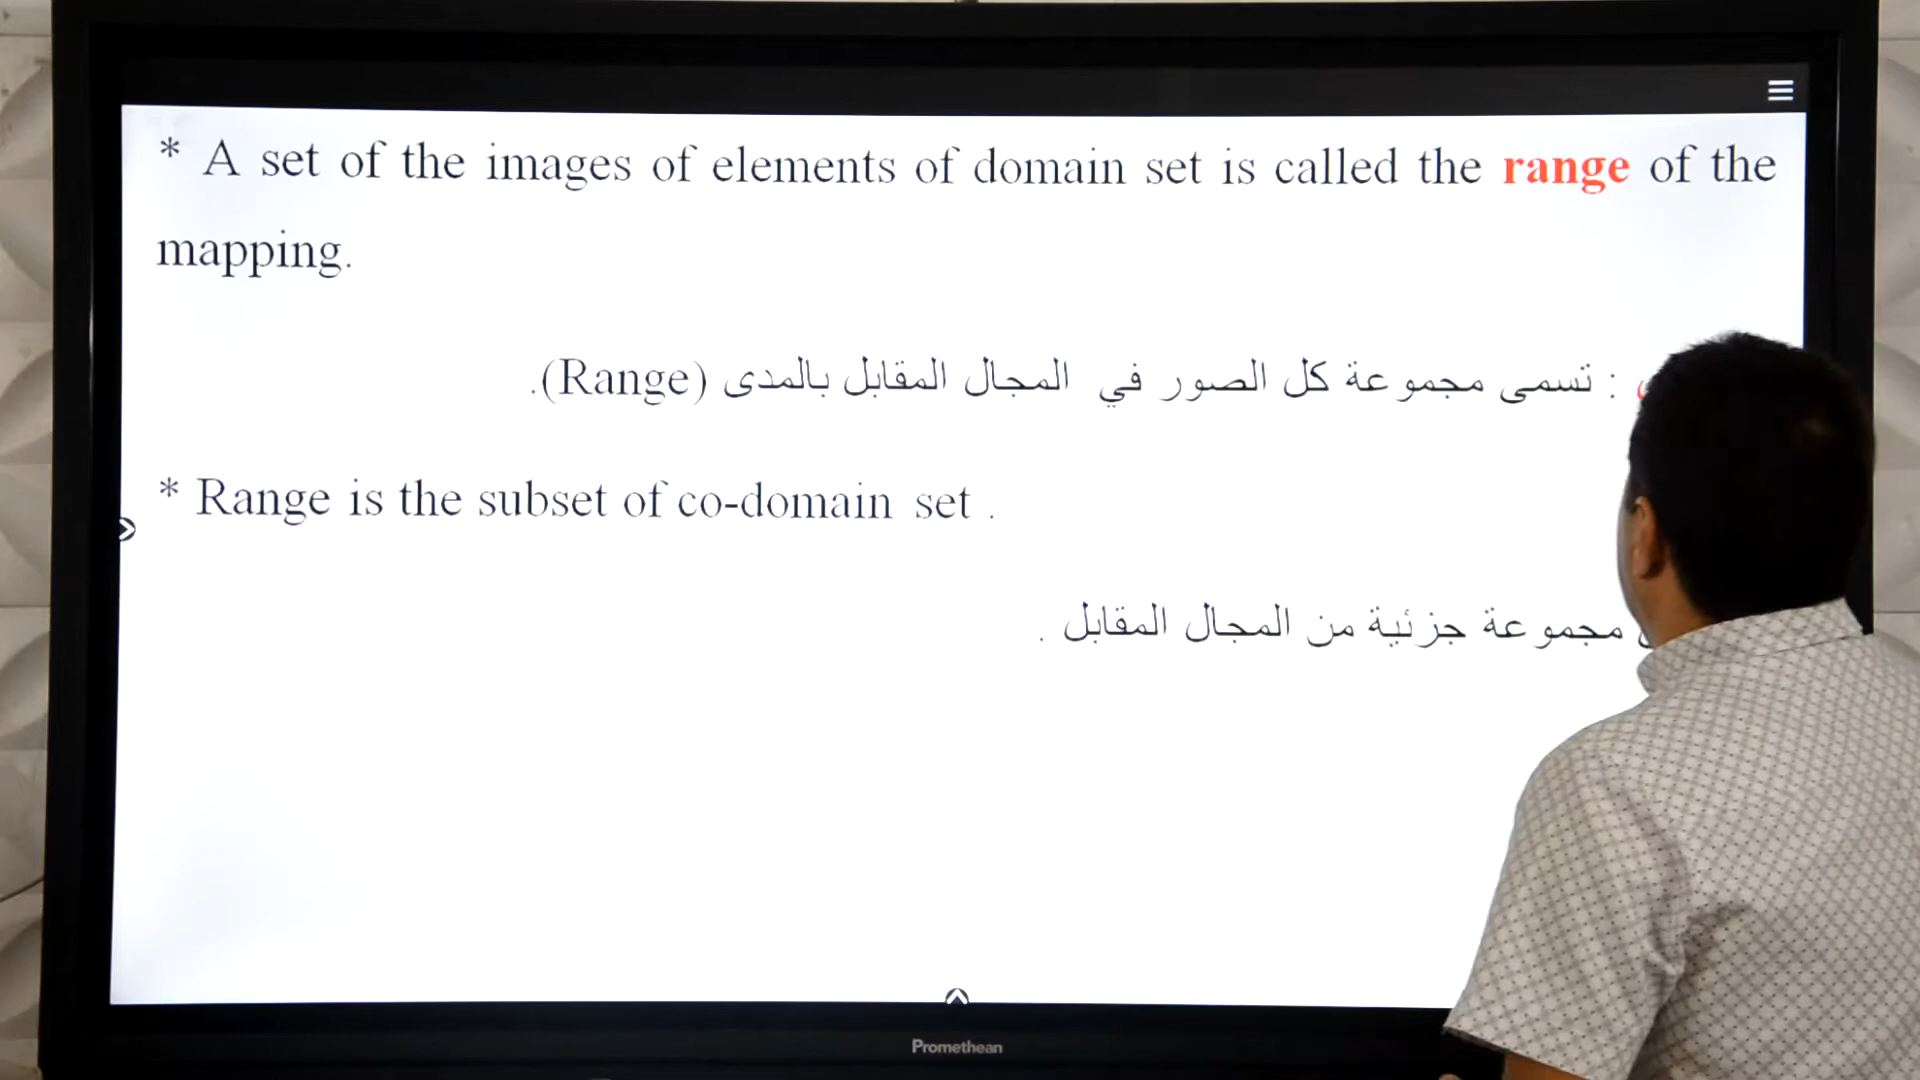 * A set of the images of elements of domain set is called the range of the
mapping.
: تسمى مجموعة كل الصور في المجال المقابل بالمدى (Range).
* Range is the subset of co-domain set .
مجموعة جزئية من المجال المقابل .
Promethean